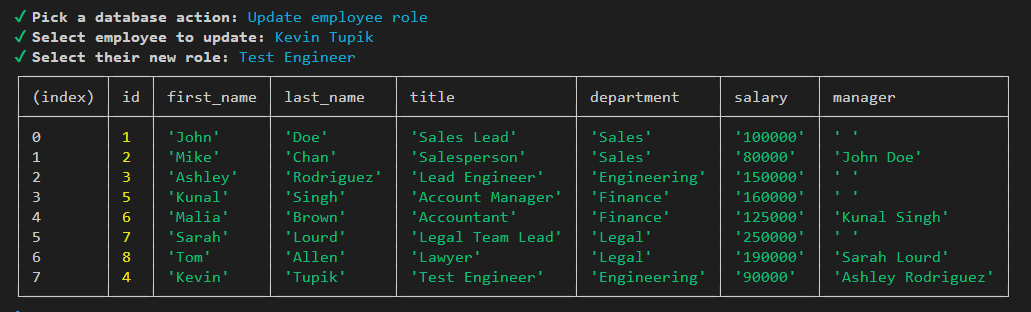 ✓ Pick a database action: Update employee role
✓ Select employee to update: Kevin Tupik
✓ Select their new role: Test Engineer
(index) id first_name last_name title department salary manager
0 1 'John' 'Doe' 'Sales Lead' 'Sales' '100000' ' '
1 2 'Mike' 'Chan' 'Salesperson' 'Sales' '80000' 'John Doe'
2 3 'Ashley' 'Rodriguez' 'Lead Engineer' 'Engineering' '150000' ' '
3 5 'Kunal' 'Singh' 'Account Manager' 'Finance' '160000' ' '
4 6 'Malia' 'Brown' 'Accountant' 'Finance' '125000' 'Kunal Singh'
5 7 'Sarah' 'Lourd' 'Legal Team Lead' 'Legal' '250000' ' '
6 8 'Tom' 'Allen' 'Lawyer' 'Legal' '190000' 'Sarah Lourd'
7 4 'Kevin' 'Tupik' 'Test Engineer' 'Engineering' '90000' 'Ashley Rodriguez'